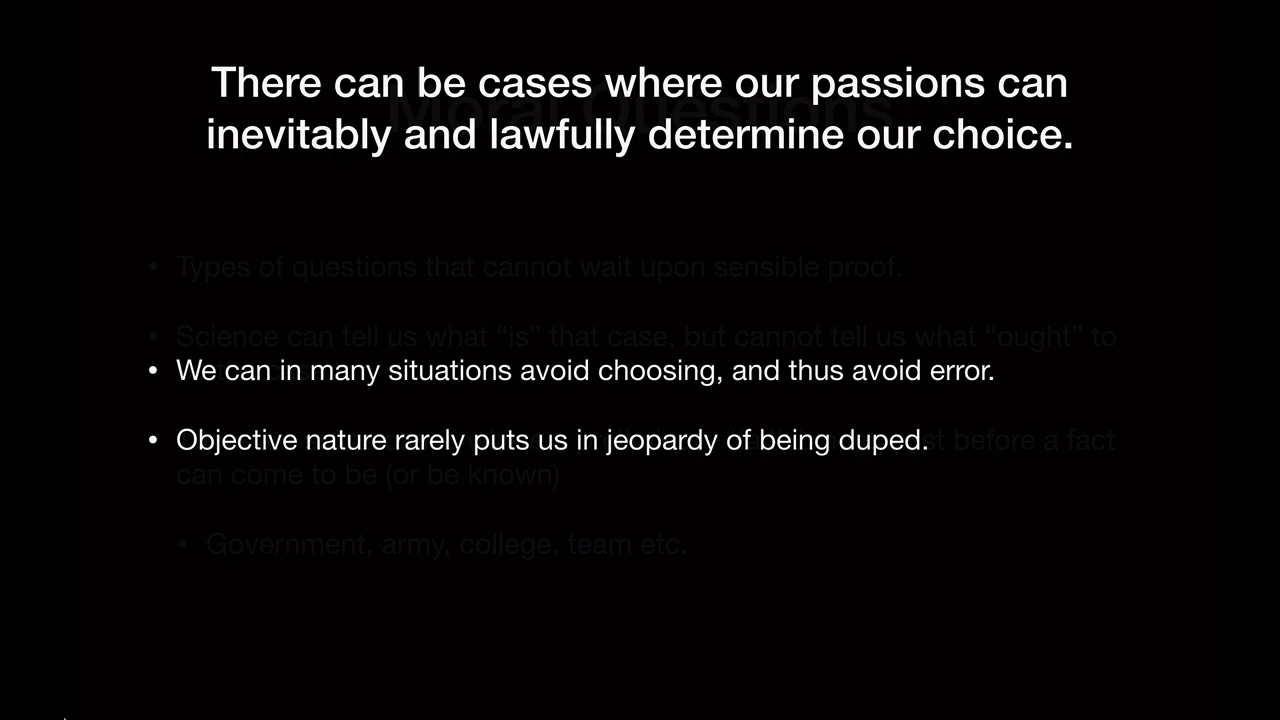 There can be cases where our passions can
inevitably and lawfully determine our choice.
Moral Questions
• Types of questions that cannot wait upon sensible proof.
• Science can tell us what “is” that case, but cannot tell us what “ought” to
• We can in many situations avoid choosing, and thus avoid error.
• Objective nature rarely puts us in jeopardy of being duped.
before a fact
can come to be (or be known)
• Government, army, college, team etc.